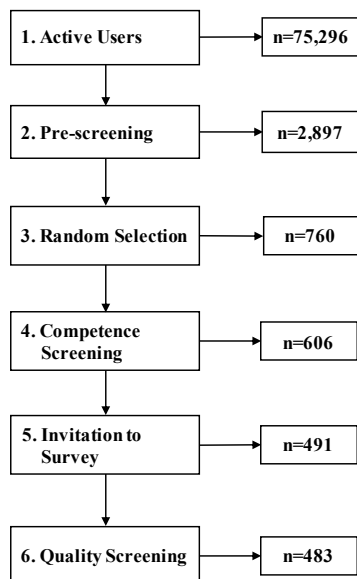 1. Active Users
n=75,296
2. Pre-screening
n=2,897
3. Random Selection
n=760
4. Competence
Screening
n=606
5. Invitation to
Survey
n=491
6. Quality Screening
n=483